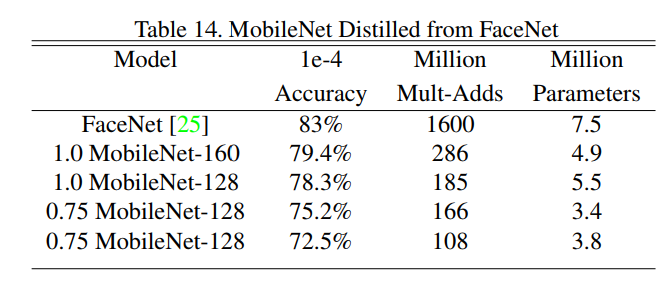 Table 14. MobileNet Distilled from FaceNet
Model 1e-4 Million Million
Accuracy Mult-Adds Parameters
FaceNet [25] 83% 1600 7.5
1.0 MobileNet-160 79.4% 286 4.9
1.0 MobileNet-128 78.3% 185 5.5
0.75 MobileNet-128 75.2% 166 3.4
0.75 MobileNet-128 72.5% 108 3.8